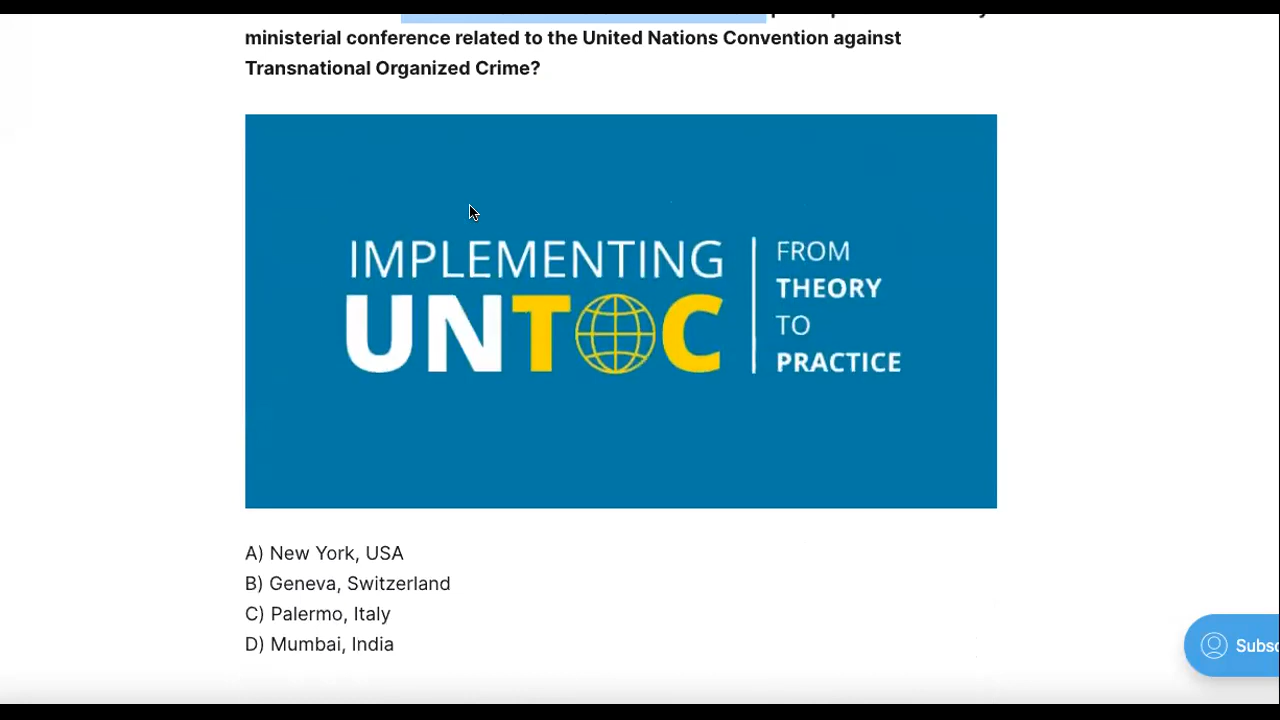 ministerial conference related to the United Nations Convention against
Transnational Organized Crime?
IMPLEMENTING
UNTOC
FROM
THEORY
TO
PRACTICE
A) New York, USA
B) Geneva, Switzerland
C) Palermo, Italy
D) Mumbai, India